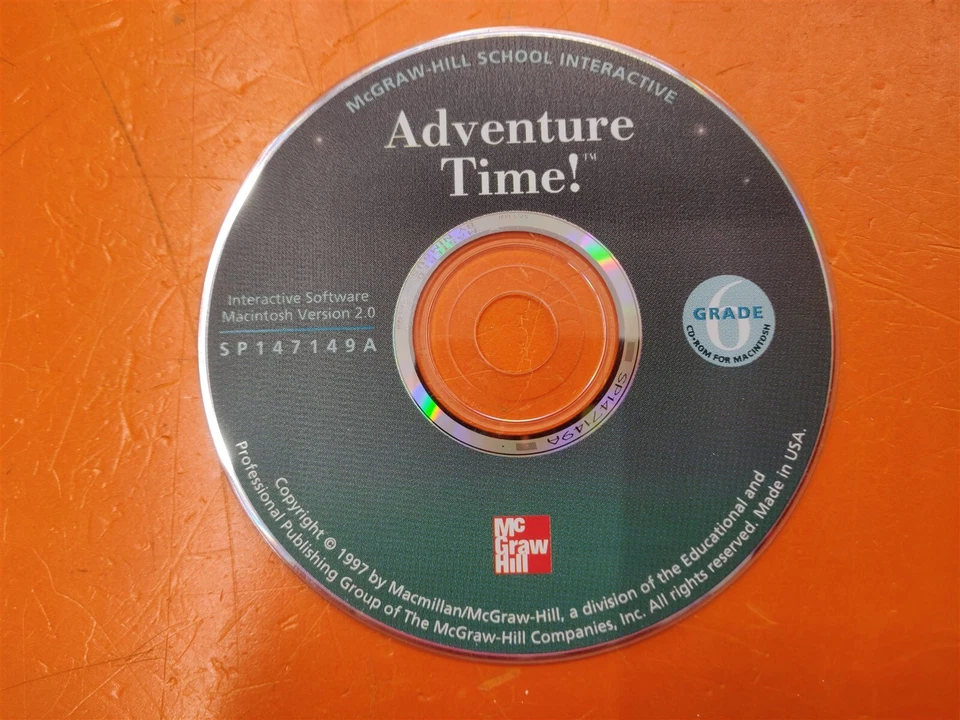 McGRAW-HILL SCHOOL INTERACTIVE
Adventure
Time!™
Interactive Software
Macintosh Version 2.0
SP147149A
6
GRADE
CD-ROM FOR MACINTOSH
SP147149A
Mc
Graw
Hill
Copyright © 1997 by Macmillan/McGraw-Hill, a division of the Educational and
Professional Publishing Group of The McGraw-Hill Companies, Inc. All rights reserved. Made in USA.